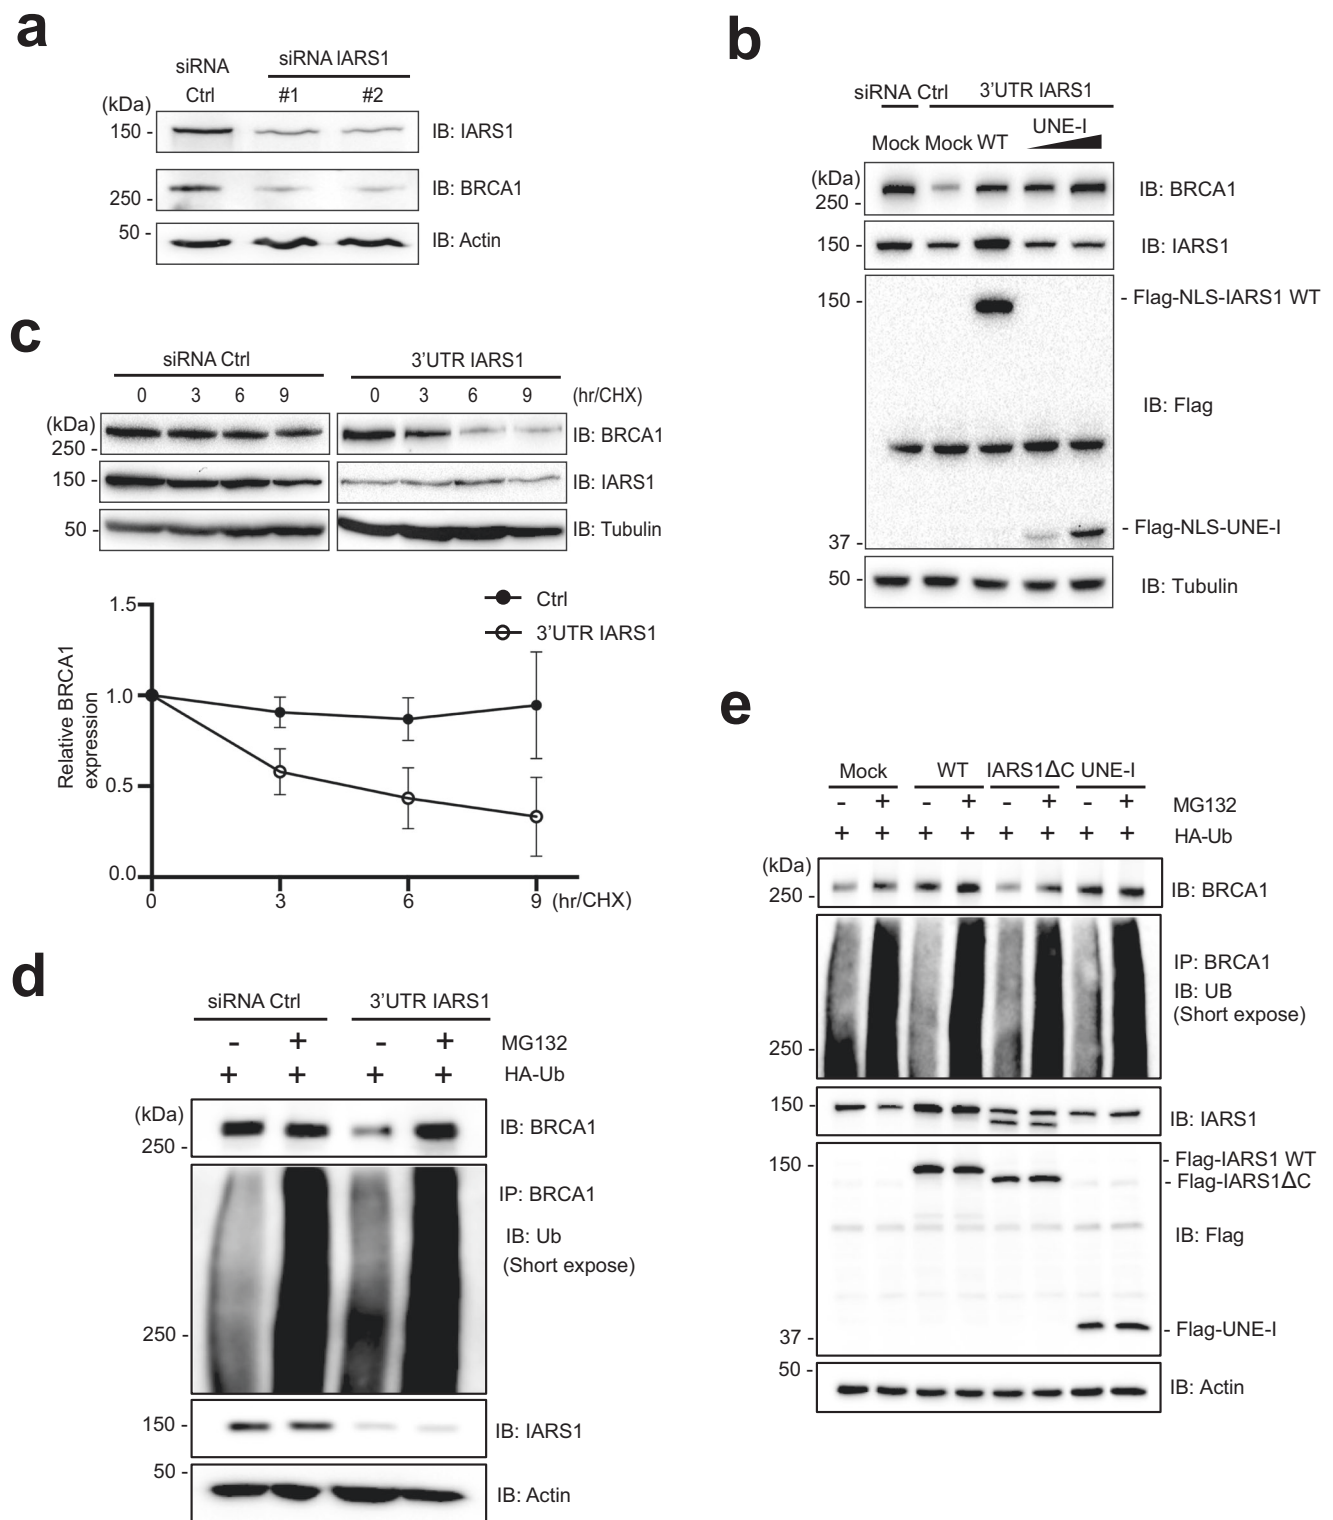 a
siRNA
Ctrl
siRNA IARS1
#1 #2
(kDa)
150 -
IB: IARS1
250 -
IB: BRCA1
50 -
IB: Actin
b
siRNA Ctrl 3'UTR IARS1
Mock Mock WT UNE-I
(kDa)
250 -
IB: BRCA1
150 -
IB: IARS1
150 -
- Flag-NLS-IARS1 WT
IB: Flag
- Flag-NLS-UNE-I
37 -
50 -
IB: Tubulin
c
siRNA Ctrl 3'UTR IARS1
0 3 6 9 0 3 6 9 (hr/CHX)
(kDa)
250 -
IB: BRCA1
150 -
IB: IARS1
50 -
IB: Tubulin
Ctrl
3'UTR IARS1
Relative BRCA1
expression
1.5
1.0
0.5
0.0
0 3 6 9 (hr/CHX)
d
siRNA Ctrl 3'UTR IARS1
- + - + MG132
+ + + + HA-Ub
(kDa)
250 -
IB: BRCA1
IP: BRCA1
IB: Ub
(Short expose)
250 -
150 -
IB: IARS1
50 -
IB: Actin
e
Mock WT IARS1ΔC UNE-I
- + - + - + - + MG132
+ + + + + + + + HA-Ub
(kDa)
250 -
IB: BRCA1
IP: BRCA1
IB: UB
(Short expose)
250 -
150 -
IB: IARS1
150 -
- Flag-IARS1 WT
- Flag-IARS1ΔC
IB: Flag
- Flag-UNE-I
37 -
50 -
IB: Actin